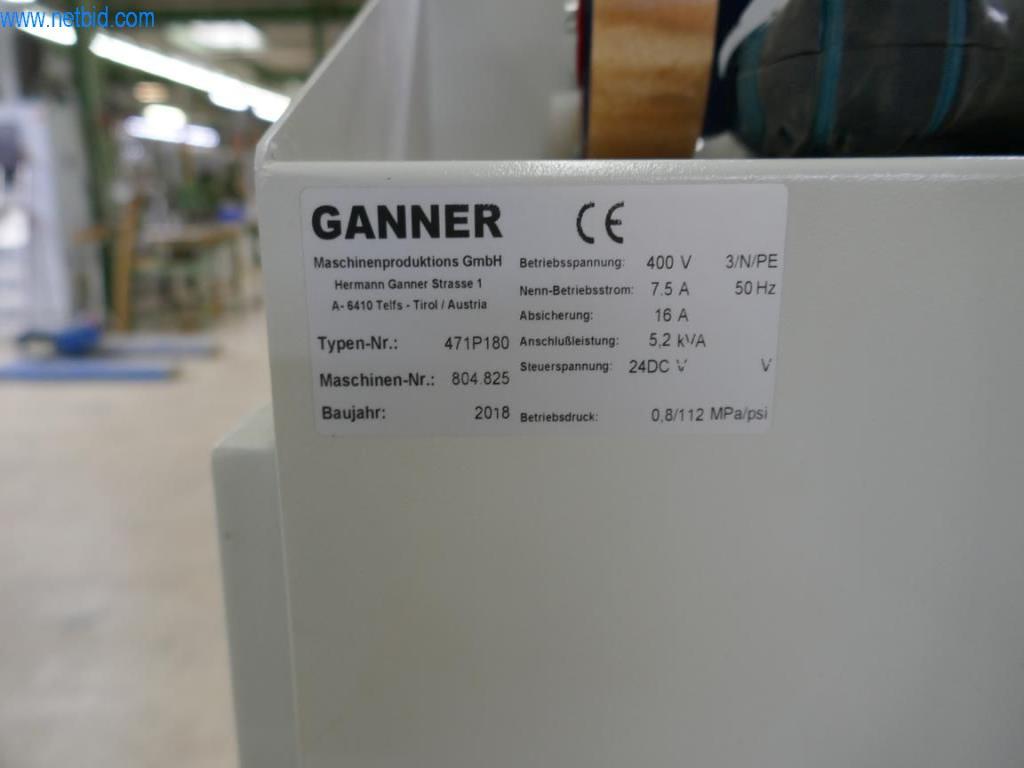 www.netbid.com
GANNER
CE
Maschinenproduktions GmbH
Hermann Ganner Strasse 1
A- 6410 Telfs - Tirol / Austria
Typen-Nr.: 471P180
Maschinen-Nr.: 804.825
Baujahr: 2018
Betriebsspannung: 400 V 3/N/PE
Nenn-Betriebsstrom: 7.5 A 50 Hz
Absicherung: 16 A
Anschlußleistung: 5,2 kVA
Steuerspannung: 24DC V V
Betriebsdruck: 0,8/112 MPa/psi